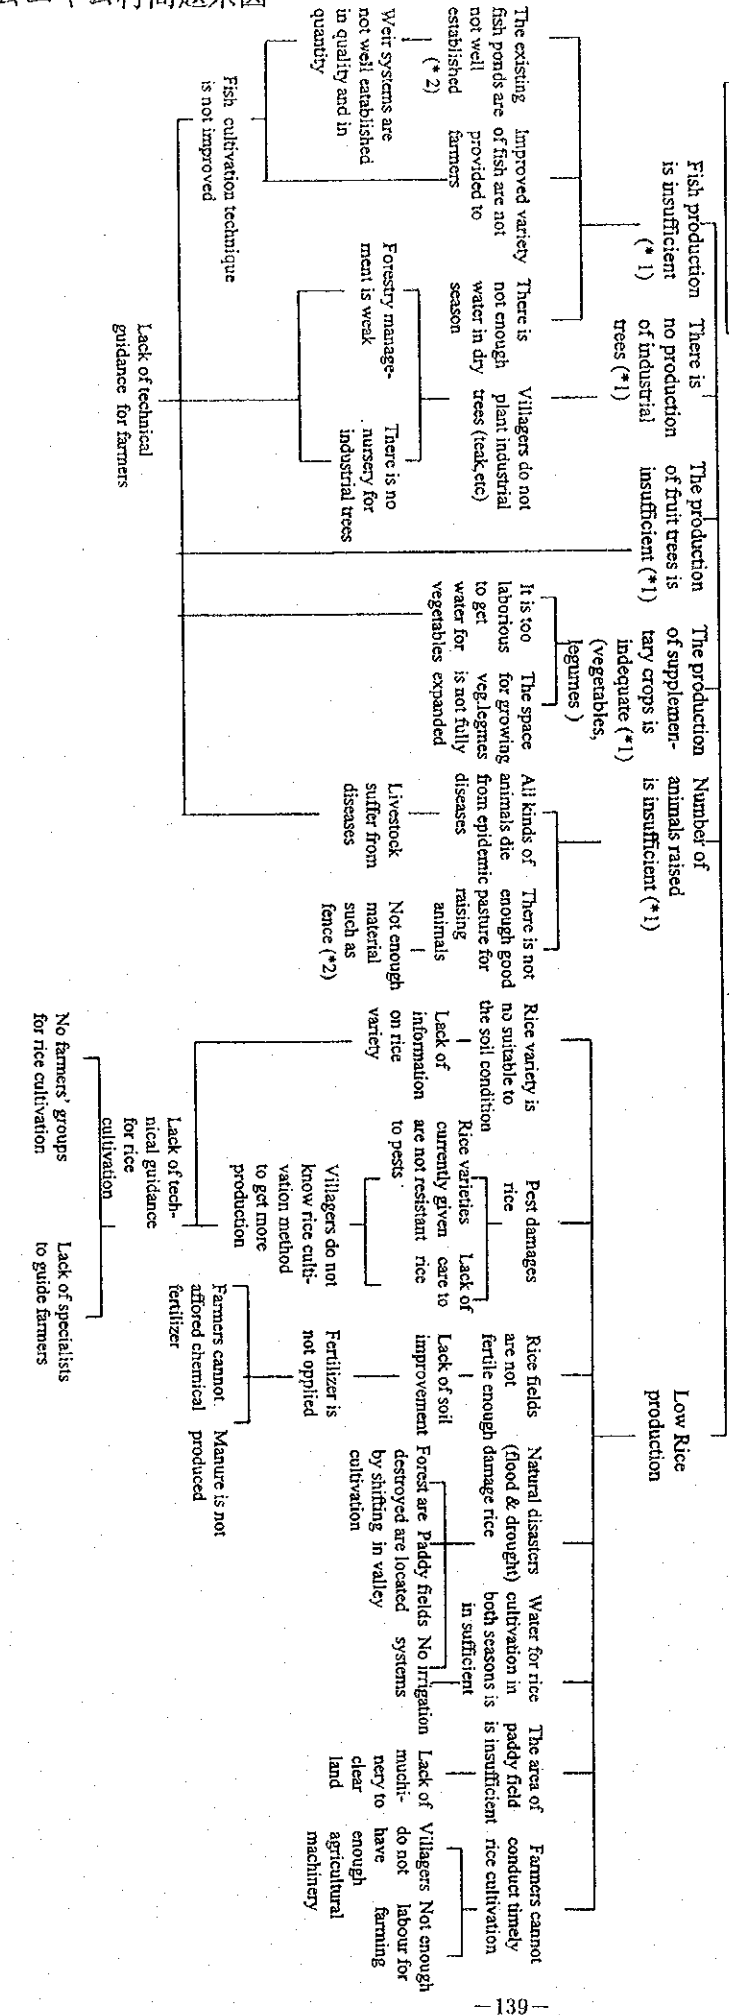 Fish production
is insufficient
(* 1)
There is
no production
of industrial
trees (*1)
The production
of fruit trees is
insufficient (*1)
The production
of supplemen-
tary crops is
indequate (*1)
(vegetables,
legumes )
Number of
animals raised
is insufficient (*1)
Low Rice
production
The existing
fish ponds are
not well
established
(* 2)
Improved variety
of fish are not
provided to
farmers
There is
not enough
water in dry
season
Villagers do not
plant industrial
trees (teak,etc)
It is too
laborious
to get
water for
vegetables
The space
for growing
veg.legmes
is not fully
expanded
All kinds of
animals die
from epidemic
diseases
There is not
enough good
pasture for
raising
animals
Rice variety is
no suitable to
the soil condition
Pest damages
rice
Rice fields
are not
fertile enough
Natural disasters
(flood & drought)
damage rice
Water for rice
cultivation in
both seasons is
in sufficient
The area of
paddy field
is insufficient
Farmers cannot
conduct timely
rice cultivation
Weir systems are
not well eatablished
in quality and in
quantity
Forestry manage-
ment is weak
There is no
nursery for
industrial trees
Livestock
suffer from
diseases
Not enough
material
such as
fence (*2)
Lack of
information
on rice
variety
Rice varieties
currently given
are not resistant
to pests
Lack of
care to
rice
Lack of soil
improvement
Forest are
destroyed
by shifting
cultivation
Paddy fields
are located
in valley
No irrigation
systems
Lack of
muchi-
nery to
clear
land
Villagers
do not
have
enough
agricultural
machinery
Not enough
labour for
farming
Fish cultivation technique
is not improved
Villagers do not
know rice culti-
vation method
to get more
production
Fertilizer is
not opplied
Lack of technical
guidance for farmers
Lack of tech-
nical guidance
for rice
cultivation
Farmers cannot
affored chemical
fertilizer
Manure is not
produced
No farmers' groups
for rice cultivation
Lack of specialists
to guide farmers
—139—